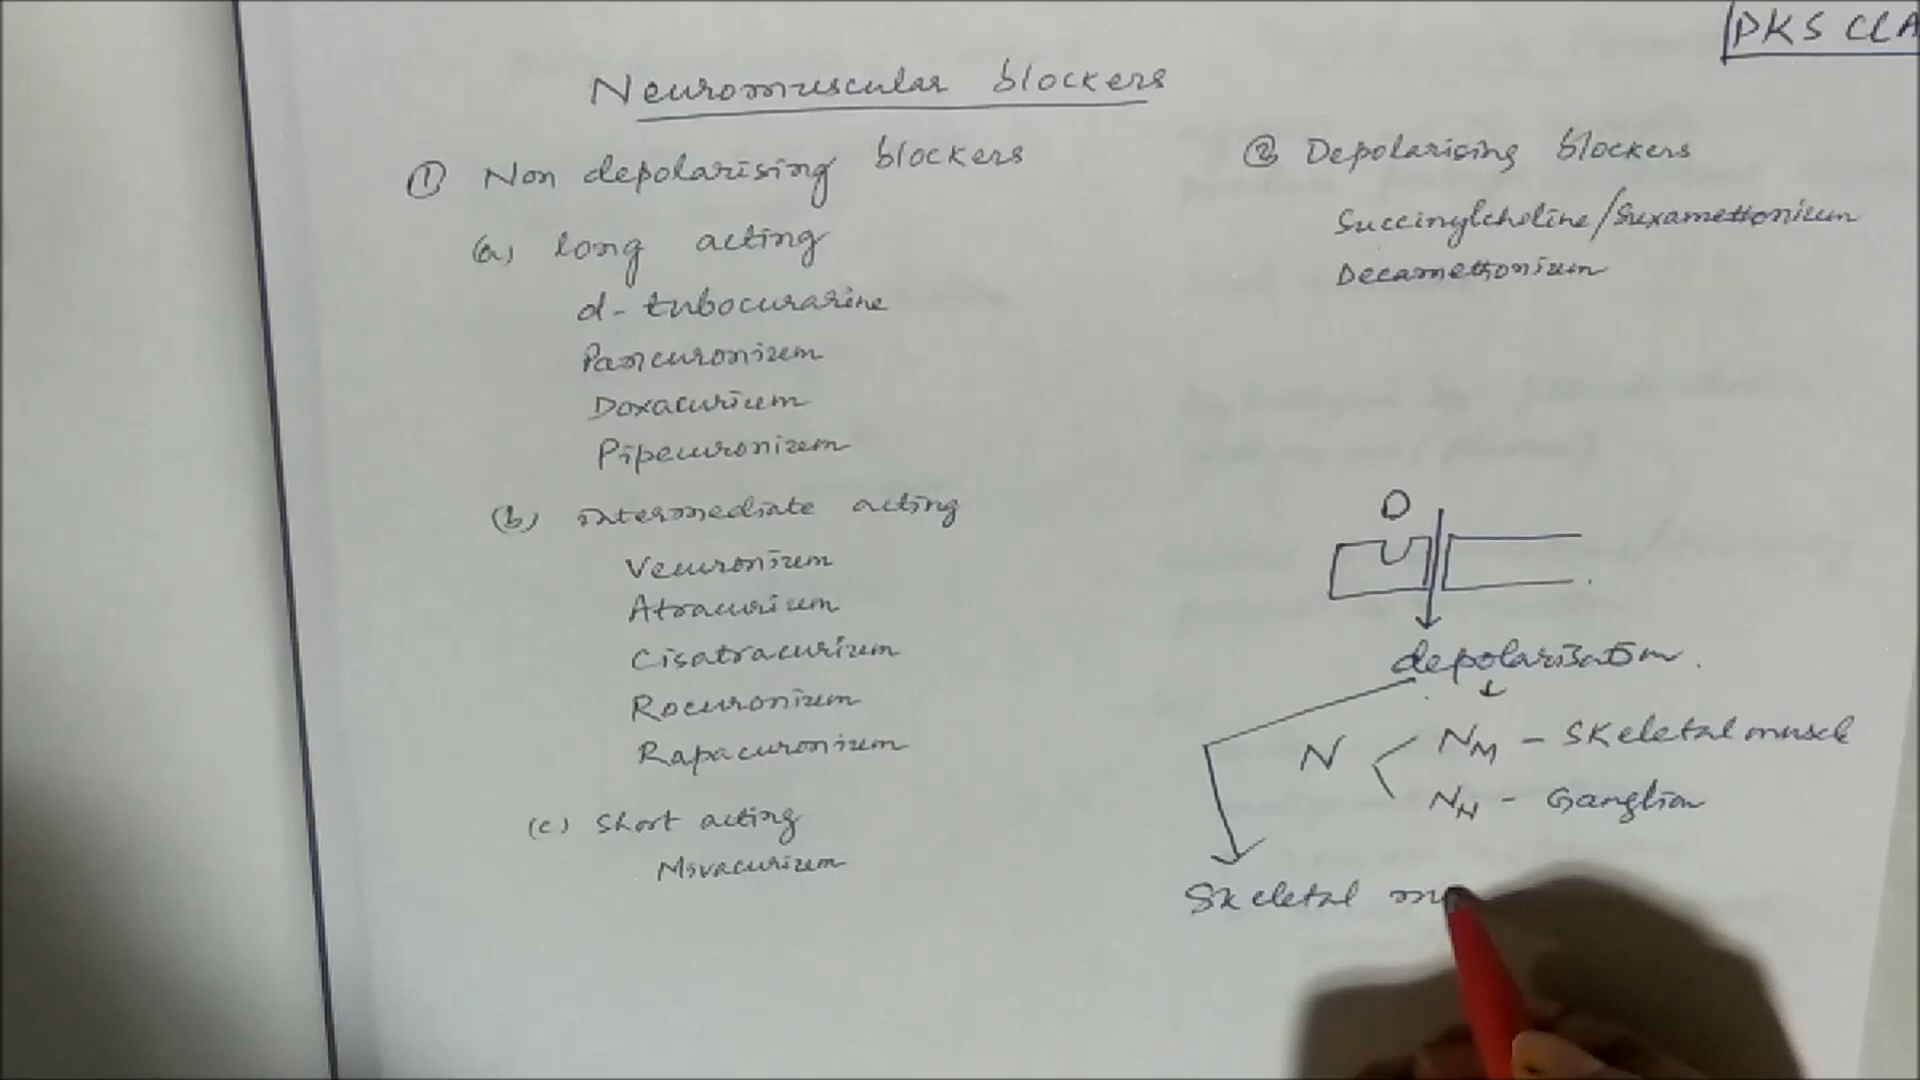 PKS CLA
Neuromuscular blockers
① Non depolarising blockers
(a) long acting
d-tubocurarine
Pancuronium
Doxacurium
Pipecuronium
(b) intermediate acting
Vecuronium
Atracurium
Cisatracurium
Rocuronium
Rapacuronium
(c) Short acting
Mivacurium
② Depolarising blockers
Succinylcholine/Suxamethonium
Decamethonium
D
depolarisation.
N
NM - Skeletal muscle
NN - Ganglion
Skeletal mu